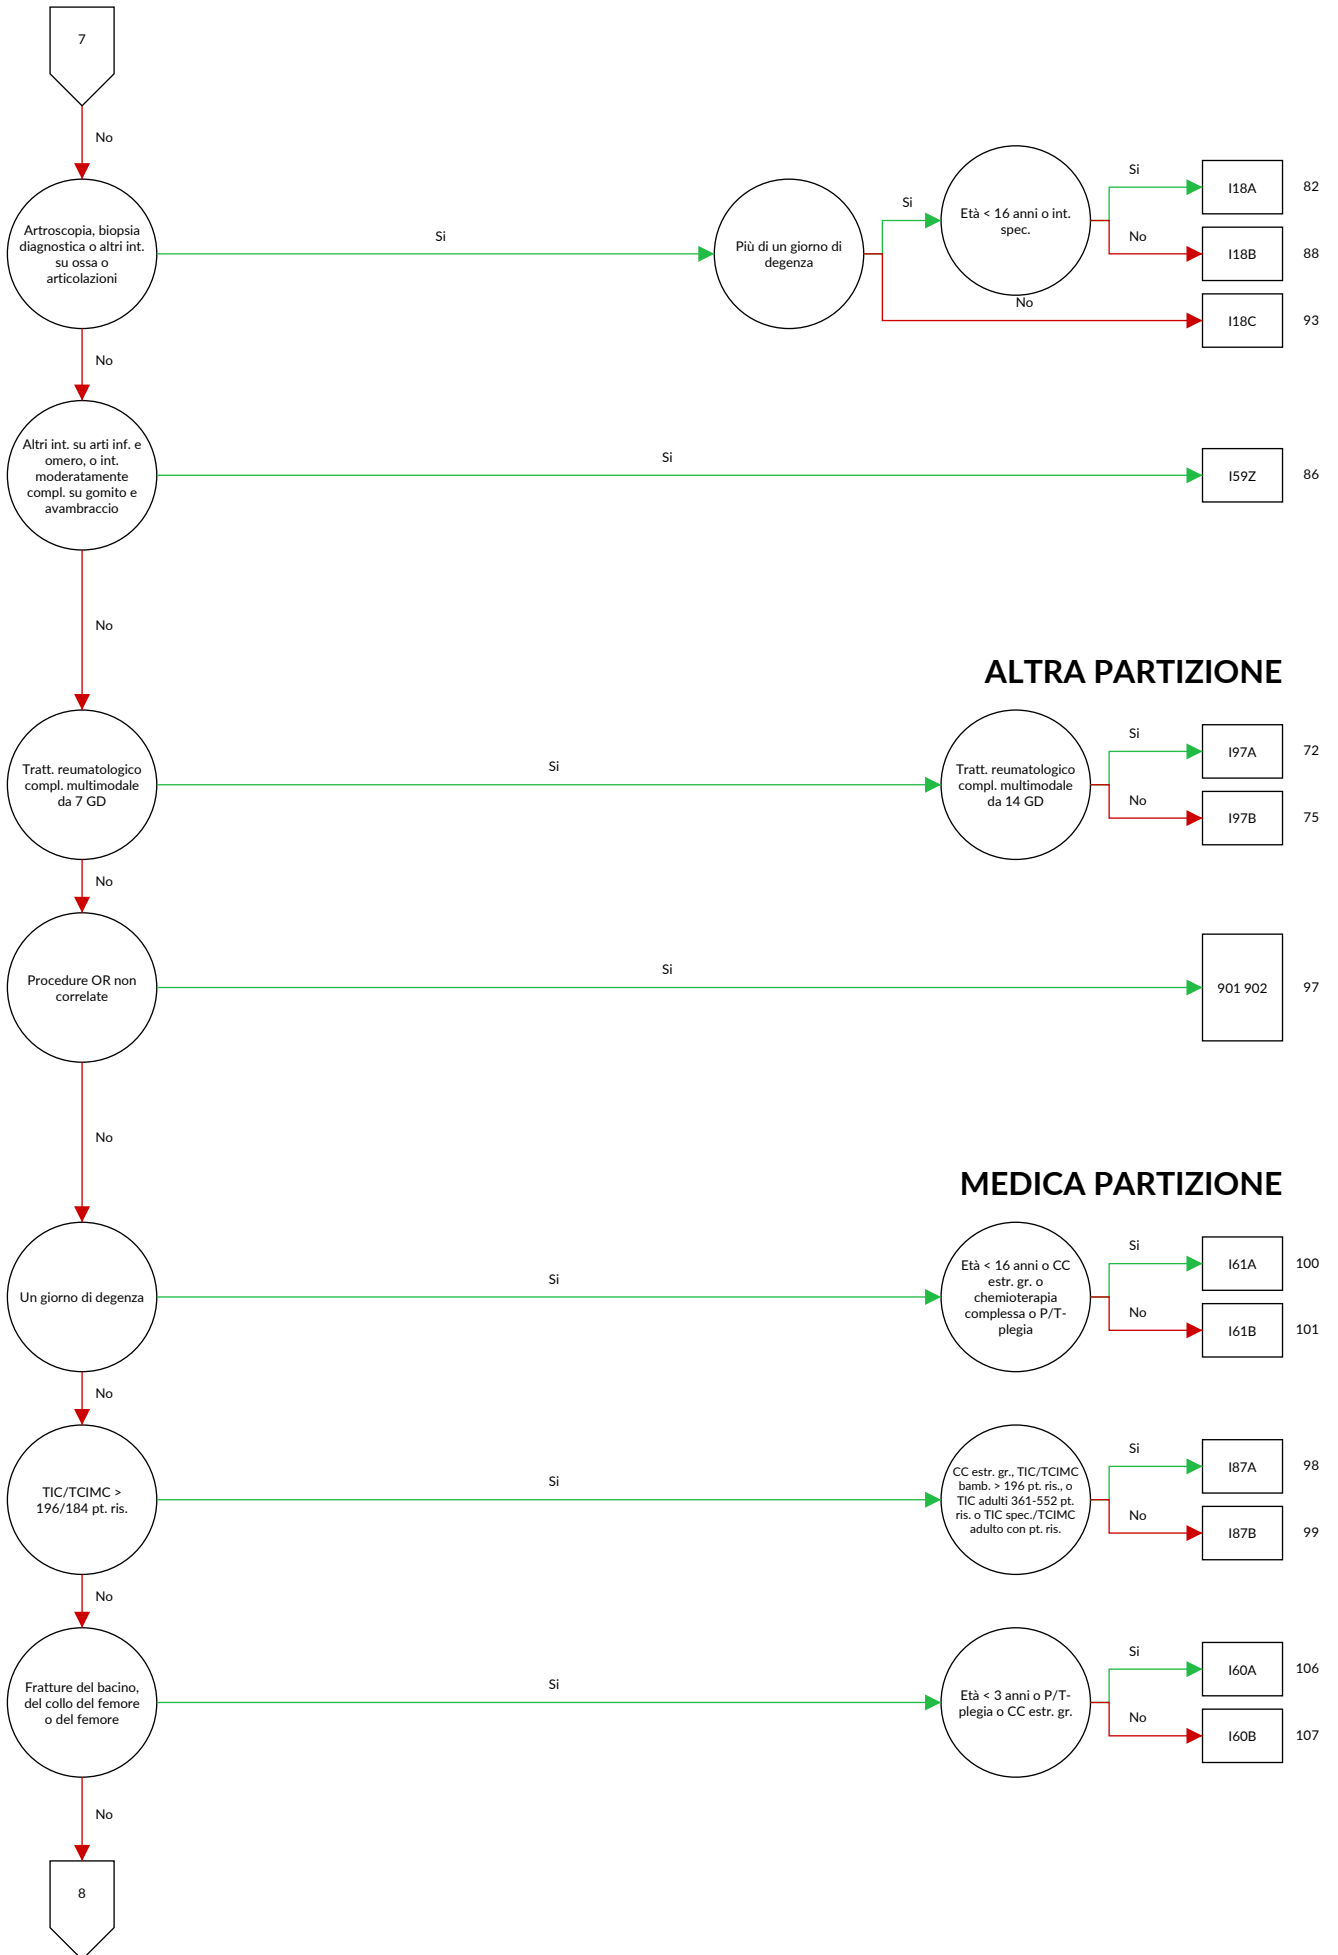 7
No
Artroscopia, biopsia
diagnostica o altri int.
su ossa o
articolazioni
Si
Più di un giorno di
degenza
Si
Età < 16 anni o int.
spec.
Si
I18A
82
No
I18B
88
No
I18C
93
No
Altri int. su arti inf. e
omero, o int.
moderatamente
compl. su gomito e
avambraccio
Si
I59Z
86
No
ALTRA PARTIZIONE
Tratt. reumatologico
compl. multimodale
da 7 GD
Si
Tratt. reumatologico
compl. multimodale
da 14 GD
Si
I97A
72
No
I97B
75
No
Procedure OR non
correlate
Si
901 902
97
No
MEDICA PARTIZIONE
Un giorno di degenza
Si
Età < 16 anni o CC
estr. gr. o
chemioterapia
complessa o P/T-
plegia
Si
I61A
100
No
I61B
101
No
TIC/TCIMC >
196/184 pt. ris.
Si
CC estr. gr., TIC/TCIMC
bamb. > 196 pt. ris., o
TIC adulti 361-552 pt.
ris. o TIC spec./TCIMC
adulto con pt. ris.
Si
I87A
98
No
I87B
99
No
Fratture del bacino,
del collo del femore
o del femore
Si
Età < 3 anni o P/T-
plegia o CC estr. gr.
Si
I60A
106
No
I60B
107
No
8